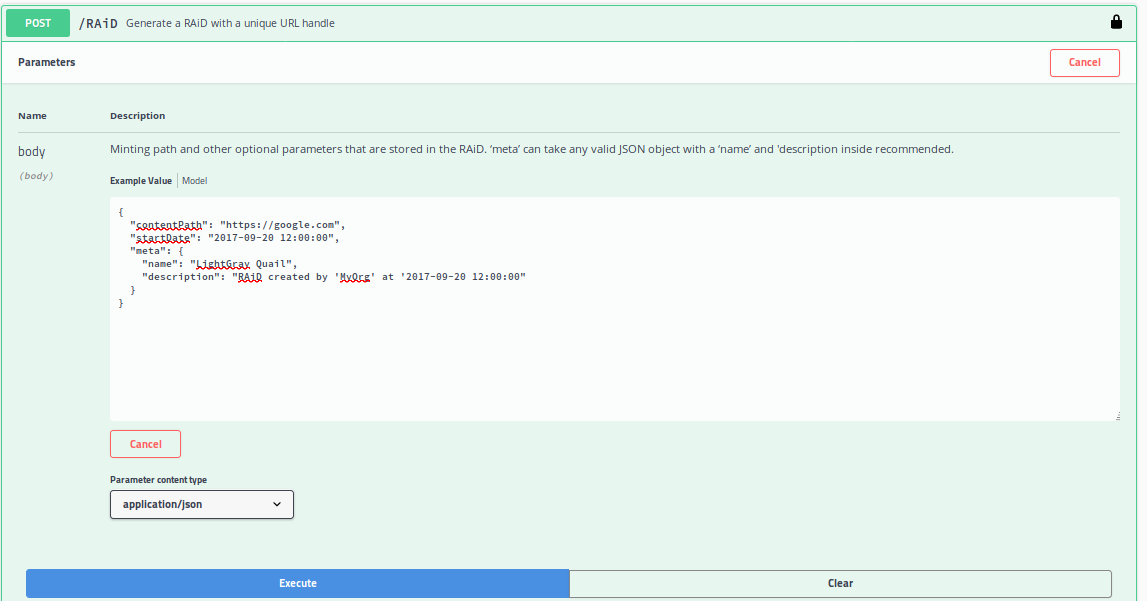 POST /RAiD Generate a RAiD with a unique URL handle
Parameters
Cancel
Name Description
body Minting path and other optional parameters that are stored in the RAiD. ‘meta’ can take any valid JSON object with a ‘name’ and 'description inside recommended.
(body)
Example Value | Model
{
"contentPath": "https://google.com",
"startDate": "2017-09-20 12:00:00",
"meta": {
"name": "LightGray Quail",
"description": "RAiD created by 'MyOrg' at '2017-09-20 12:00:00"
}
}
Cancel
Parameter content type
application/json
Execute Clear